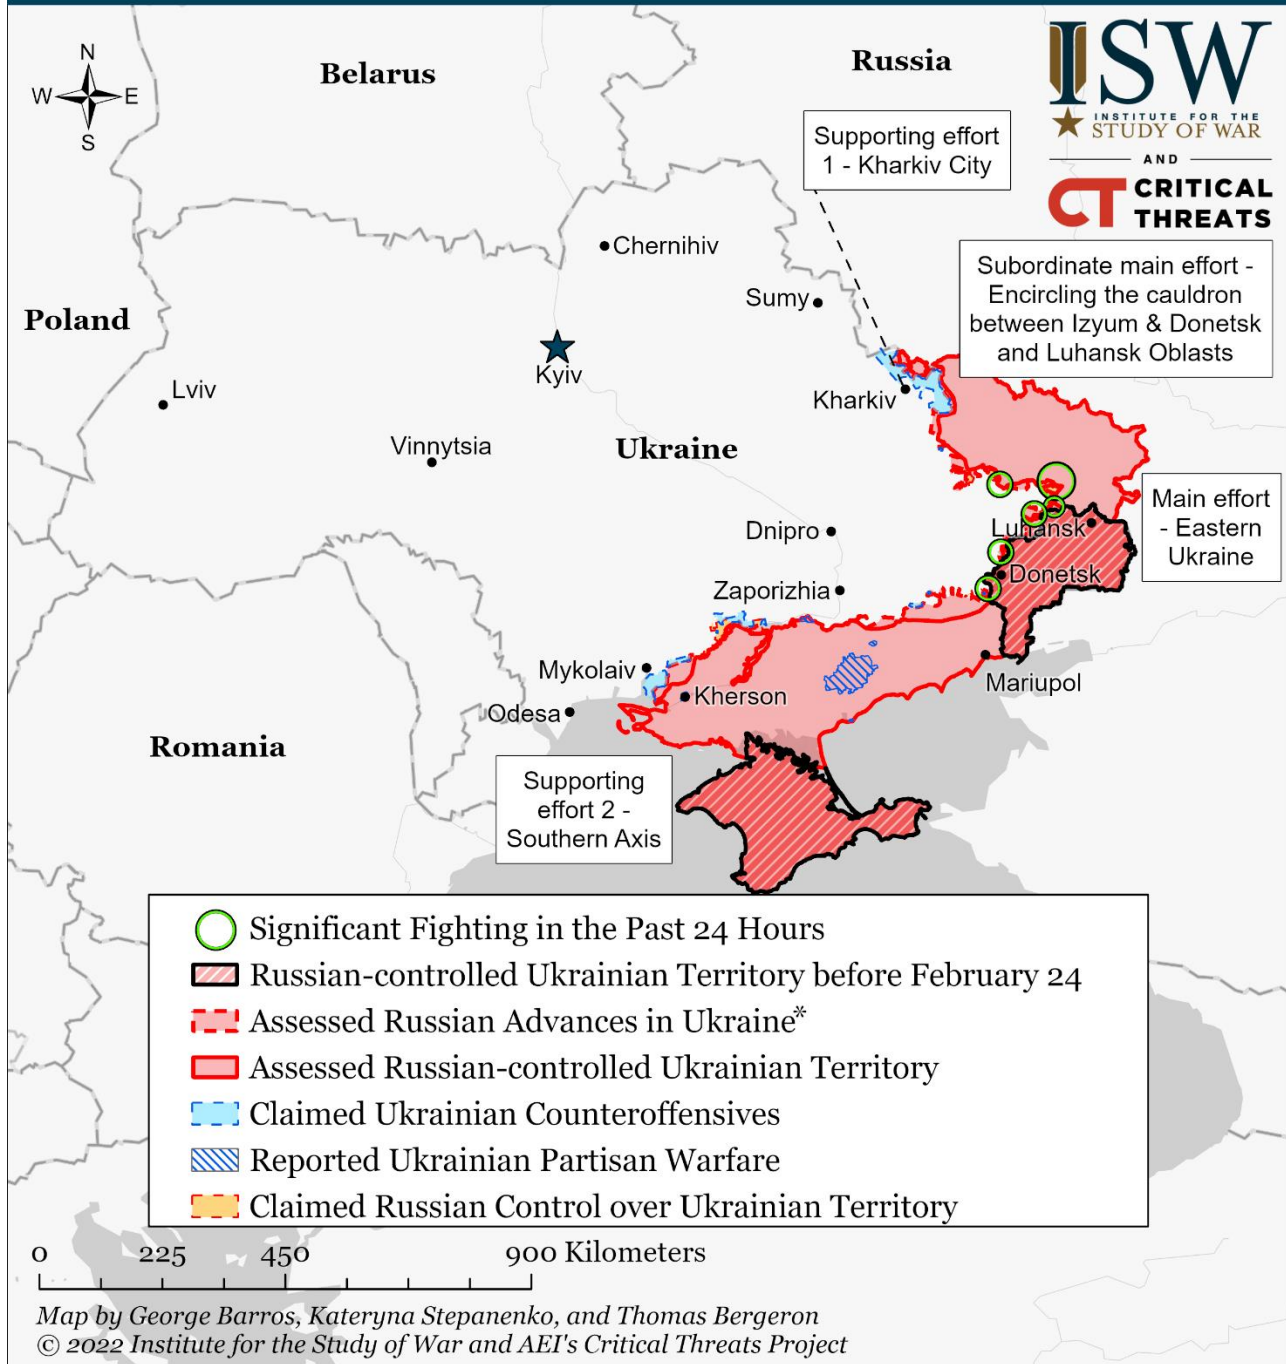 N
W E
S
Belarus
Russia
ISW
INSTITUTE FOR THE
STUDY OF WAR
AND
CT CRITICAL
THREATS
Supporting effort
1 - Kharkiv City
Chernihiv
Subordinate main effort -
Encircling the cauldron
between Izyum & Donetsk
and Luhansk Oblasts
Sumy
Poland
Kyiv
Lviv
Kharkiv
Vinnytsia
Ukraine
Main effort
- Eastern
Ukraine
Dnipro
Luhansk
Donetsk
Zaporizhia
Mykolaiv
Mariupol
Kherson
Odesa
Romania
Supporting
effort 2 -
Southern Axis
Significant Fighting in the Past 24 Hours
Russian-controlled Ukrainian Territory before February 24
Assessed Russian Advances in Ukraine*
Assessed Russian-controlled Ukrainian Territory
Claimed Ukrainian Counteroffensives
Reported Ukrainian Partisan Warfare
Claimed Russian Control over Ukrainian Territory
0 225 450 900 Kilometers
Map by George Barros, Kateryna Stepanenko, and Thomas Bergeron
© 2022 Institute for the Study of War and AEI's Critical Threats Project